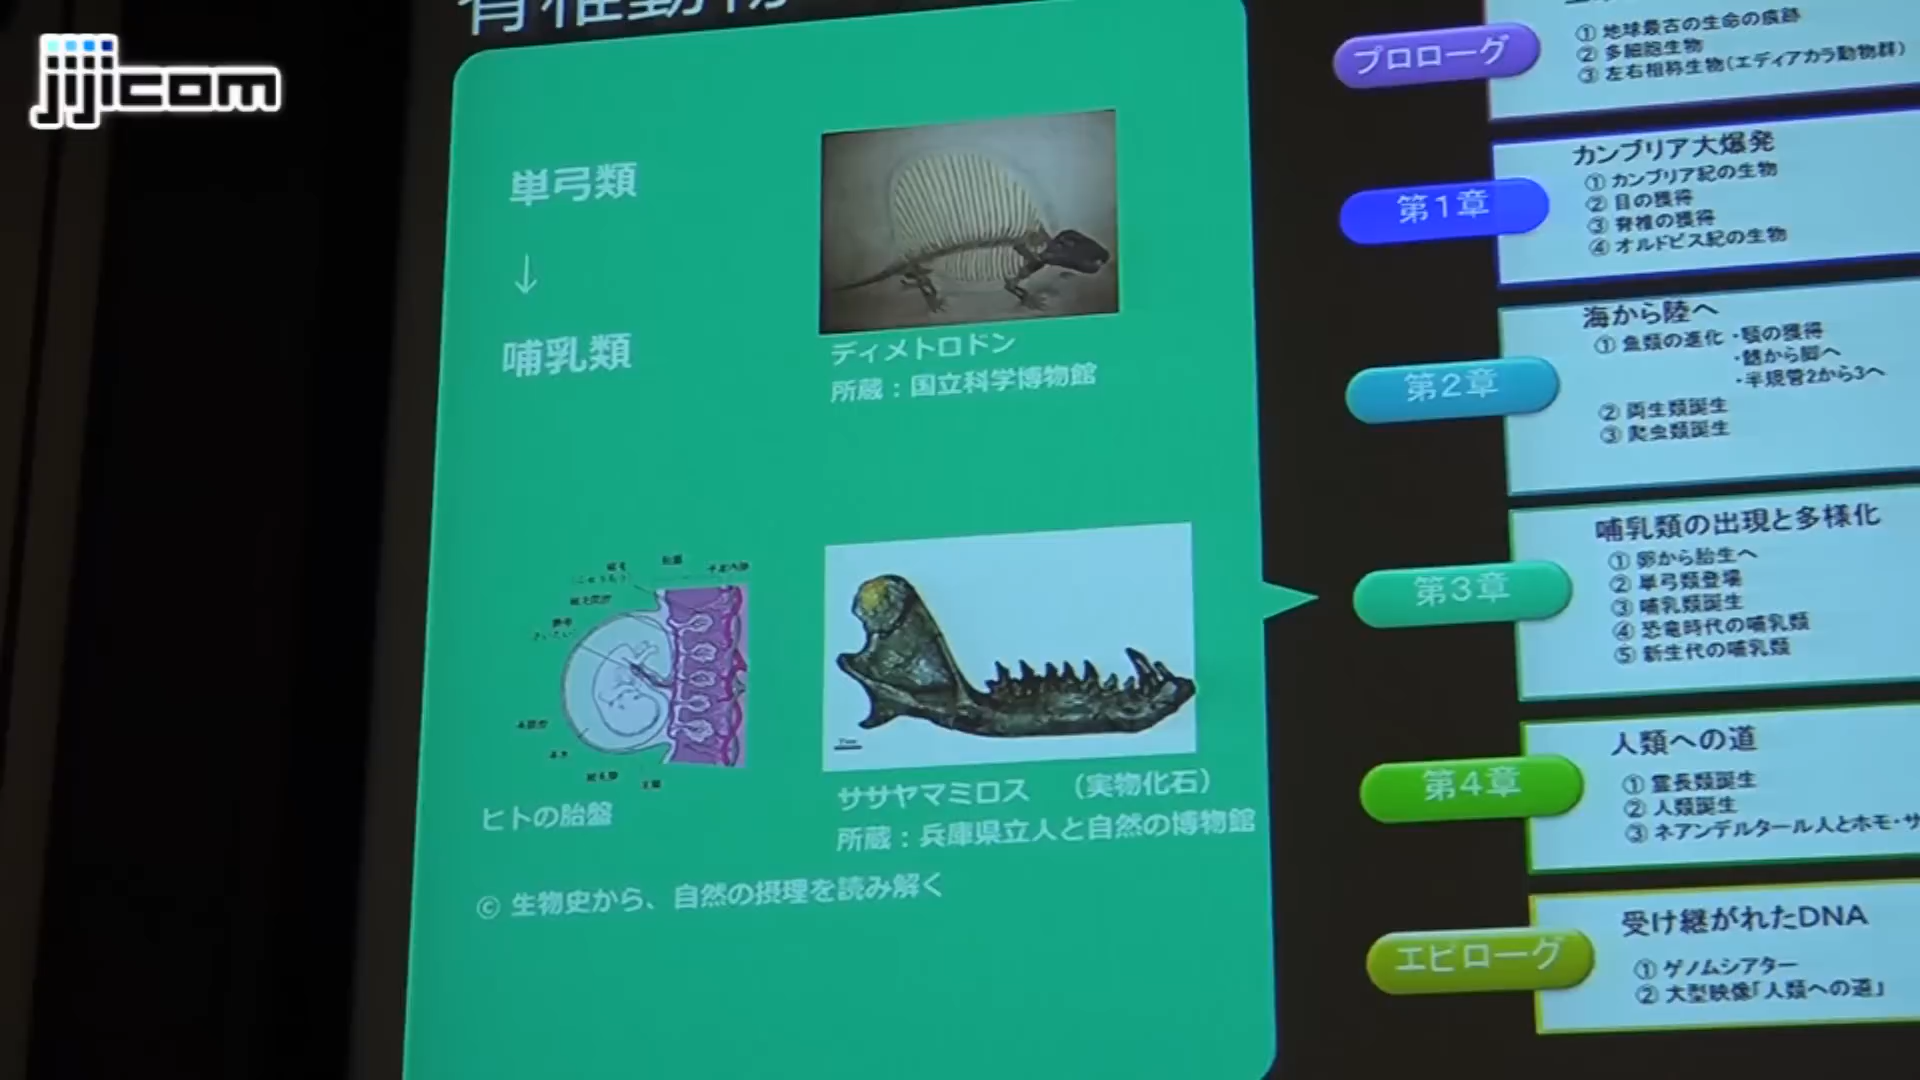 jijicom
脊椎動物
単弓類
↓
哺乳類
ディメトロドン
所蔵：国立科学博物館
ヒトの胎盤
ササヤマミロス （実物化石）
所蔵：兵庫県立人と自然の博物館
© 生物史から、自然の摂理を読み解く
プロローグ
① 地球最古の生命の痕跡
② 多細胞生物
③ 左右相称生物（エディアカラ動物群）
第1章
カンブリア大爆発
① カンブリア紀の生物
② 目の獲得
③ 脊椎の獲得
④ オルドビス紀の生物
第2章
海から陸へ
① 魚類の進化 ・顎の獲得
・鰭から脚へ
・半規管2から3へ
② 両生類誕生
③ 爬虫類誕生
第3章
哺乳類の出現と多様化
① 卵から胎生へ
② 単弓類登場
③ 哺乳類誕生
④ 恐竜時代の哺乳類
⑤ 新生代の哺乳類
第4章
人類への道
① 霊長類誕生
② 人類誕生
③ ネアンデルタール人とホモ・サ
エピローグ
受け継がれたDNA
① ゲノムシアター
② 大型映像「人類への道」